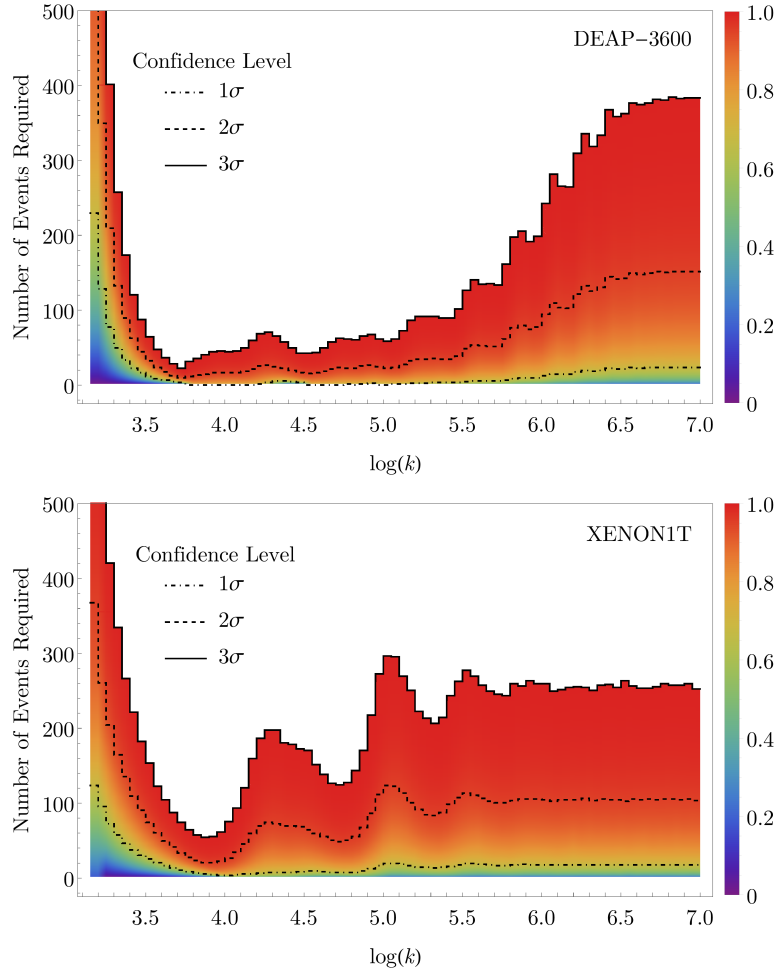 DEAP−3600
Confidence Level
1σ
2σ
3σ
Number of Events Required
500
400
300
200
100
0
3.5 4.0 4.5 5.0 5.5 6.0 6.5 7.0
log(k)
1.0
0.8
0.6
0.4
0.2
0
XENON1T
Confidence Level
1σ
2σ
3σ
Number of Events Required
500
400
300
200
100
0
3.5 4.0 4.5 5.0 5.5 6.0 6.5 7.0
log(k)
1.0
0.8
0.6
0.4
0.2
0